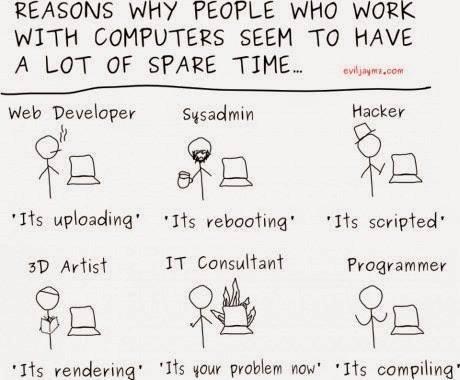 REASONS WHY PEOPLE WHO WORK
WITH COMPUTERS SEEM TO HAVE
A LOT OF SPARE TIME...
eviljaymz.com
Web Developer
Sysadmin
Hacker
'Its uploading'
'Its rebooting'
'Its scripted'
3D Artist
IT Consultant
Programmer
'Its rendering'
'Its your problem now'
'Its compiling'